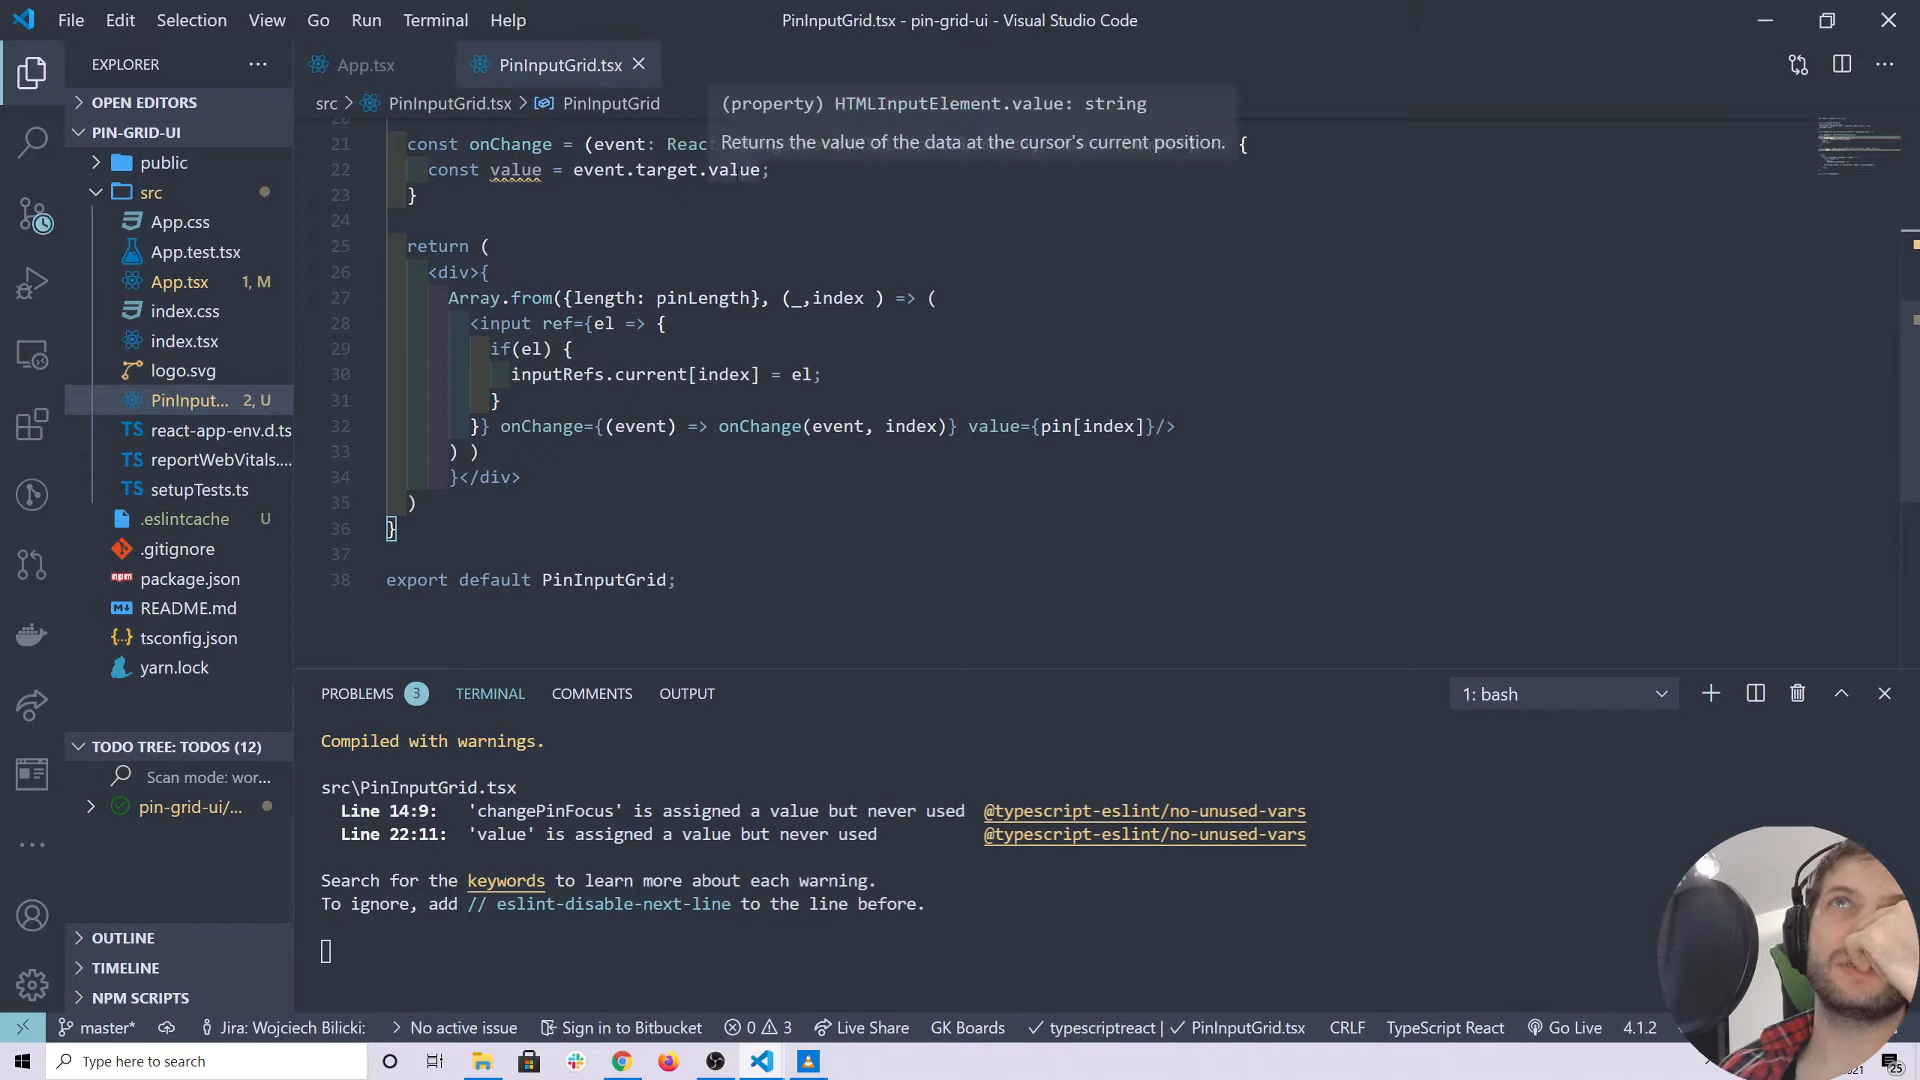 File Edit Selection View Go Run Terminal Help
PinInputGrid.tsx - pin-grid-ui - Visual Studio Code
EXPLORER
OPEN EDITORS
PIN-GRID-UI
public
src
App.css
App.test.tsx
App.tsx 1, M
index.css
index.tsx
logo.svg
PinInput... 2, U
react-app-env.d.ts
reportWebVitals....
setupTests.ts
.eslintcache U
.gitignore
package.json
README.md
tsconfig.json
yarn.lock
TODO TREE: TODOS (12)
Scan mode: wor...
pin-grid-ui/...
OUTLINE
TIMELINE
NPM SCRIPTS
App.tsx
PinInputGrid.tsx
src > PinInputGrid.tsx > PinInputGrid
(property) HTMLInputElement.value: string
Returns the value of the data at the cursor's current position.
20
21 const onChange = (event: React {
22 const value = event.target.value;
23 }
24
25 return (
26 <div>{
27 Array.from({length: pinLength}, (_,index ) => (
28 <input ref={el => {
29 if(el) {
30 inputRefs.current[index] = el;
31 }
32 }} onChange={(event) => onChange(event, index)} value={pin[index]}/>
33 ) )
34 }</div>
35 )
36 }
37
38 export default PinInputGrid;
PROBLEMS 3 TERMINAL COMMENTS OUTPUT
1: bash
Compiled with warnings.
src\PinInputGrid.tsx
Line 14:9: 'changePinFocus' is assigned a value but never used @typescript-eslint/no-unused-vars
Line 22:11: 'value' is assigned a value but never used @typescript-eslint/no-unused-vars
Search for the keywords to learn more about each warning.
To ignore, add // eslint-disable-next-line to the line before.
master* Jira: Wojciech Bilicki: No active issue Sign in to Bitbucket 0 3 Live Share GK Boards typescriptreact | PinInputGrid.tsx CRLF TypeScript React Go Live 4.1.2
Type here to search
2021
25